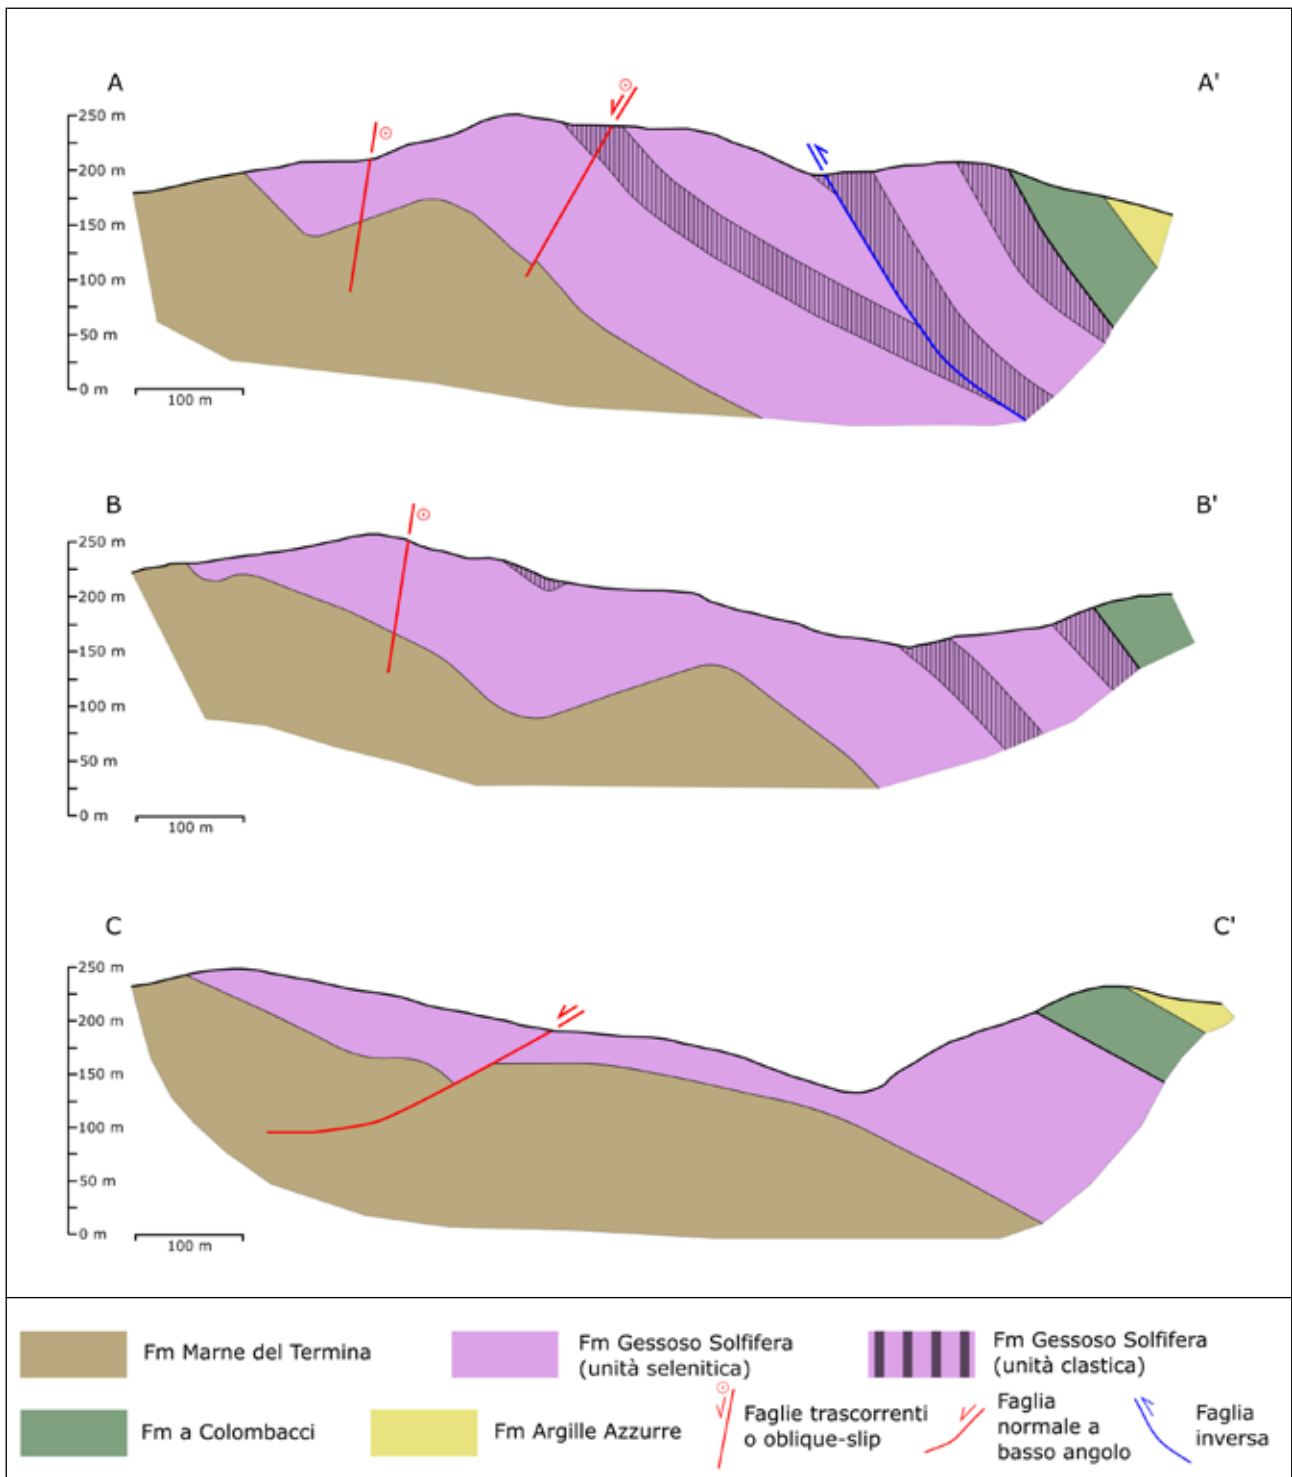 A
A'
250 m
200 m
150 m
100 m
50 m
0 m
100 m
B
B'
250 m
200 m
150 m
100 m
50 m
0 m
100 m
C
C'
250 m
200 m
150 m
100 m
50 m
0 m
100 m
Fm Marne del Termina
Fm Gessoso Solfifera
(unità selenitica)
Fm Gessoso Solfifera
(unità clastica)
Fm a Colombacci
Fm Argille Azzurre
Faglie trascorrenti
o oblique-slip
Faglia
normale a
basso angolo
Faglia
inversa